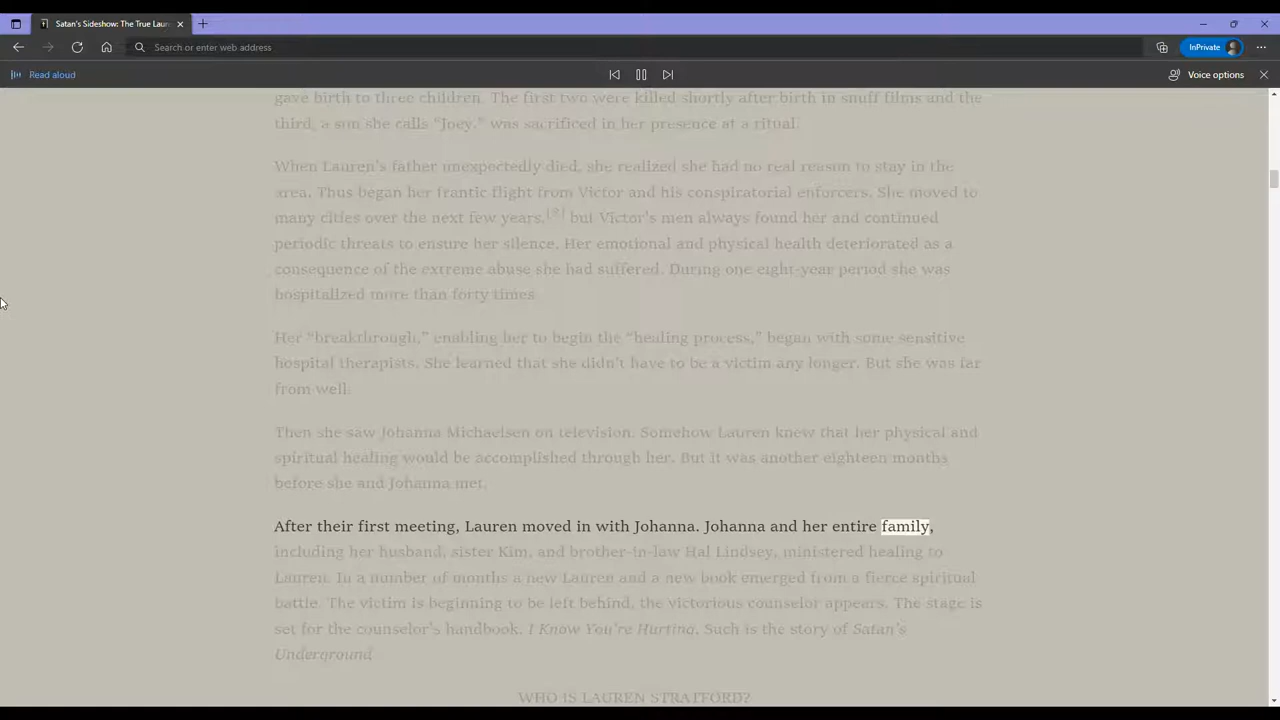 Satan's Sideshow: The True Laur
Search or enter web address
InPrivate
Read aloud
Voice options
gave birth to three children. The first two were killed shortly after birth in snuff films and the
third, a son she calls “Joey,” was sacrificed in her presence at a ritual.
When Lauren’s father unexpectedly died, she realized she had no real reason to stay in the
area. Thus began her frantic flight from Victor and his conspiratorial enforcers. She moved to
many cities over the next few years,[2] but Victor’s men always found her and continued
periodic threats to ensure her silence. Her emotional and physical health deteriorated as a
consequence of the extreme abuse she had suffered. During one eight-year period she was
hospitalized more than forty times.
Her “breakthrough,” enabling her to begin the “healing process,” began with some sensitive
hospital therapists. She learned that she didn’t have to be a victim any longer. But she was far
from well.
Then she saw Johanna Michaelsen on television. Somehow Lauren knew that her physical and
spiritual healing would be accomplished through her. But it was another eighteen months
before she and Johanna met.
After their first meeting, Lauren moved in with Johanna. Johanna and her entire family,
including her husband, sister Kim, and brother-in-law Hal Lindsey, ministered healing to
Lauren. In a number of months a new Lauren and a new book emerged from a fierce spiritual
battle. The victim is beginning to be left behind, the victorious counselor appears. The stage is
set for the counselor’s handbook, I Know You’re Hurting. Such is the story of Satan’s
Underground.
WHO IS LAUREN STRATFORD?